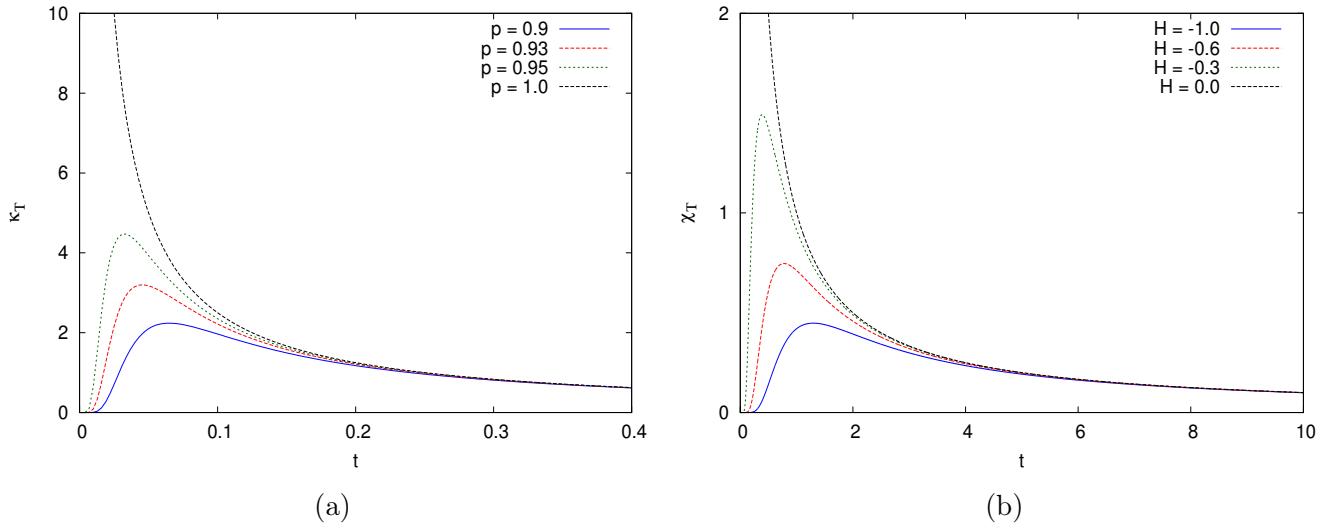 10
8
6
4
2
0
κT
0
0.1
0.2
0.3
0.4
t
p = 0.9
p = 0.93
p = 0.95
p = 1.0
(a)
2
1
0
χT
0
2
4
6
8
10
t
H = -1.0
H = -0.6
H = -0.3
H = 0.0
(b)